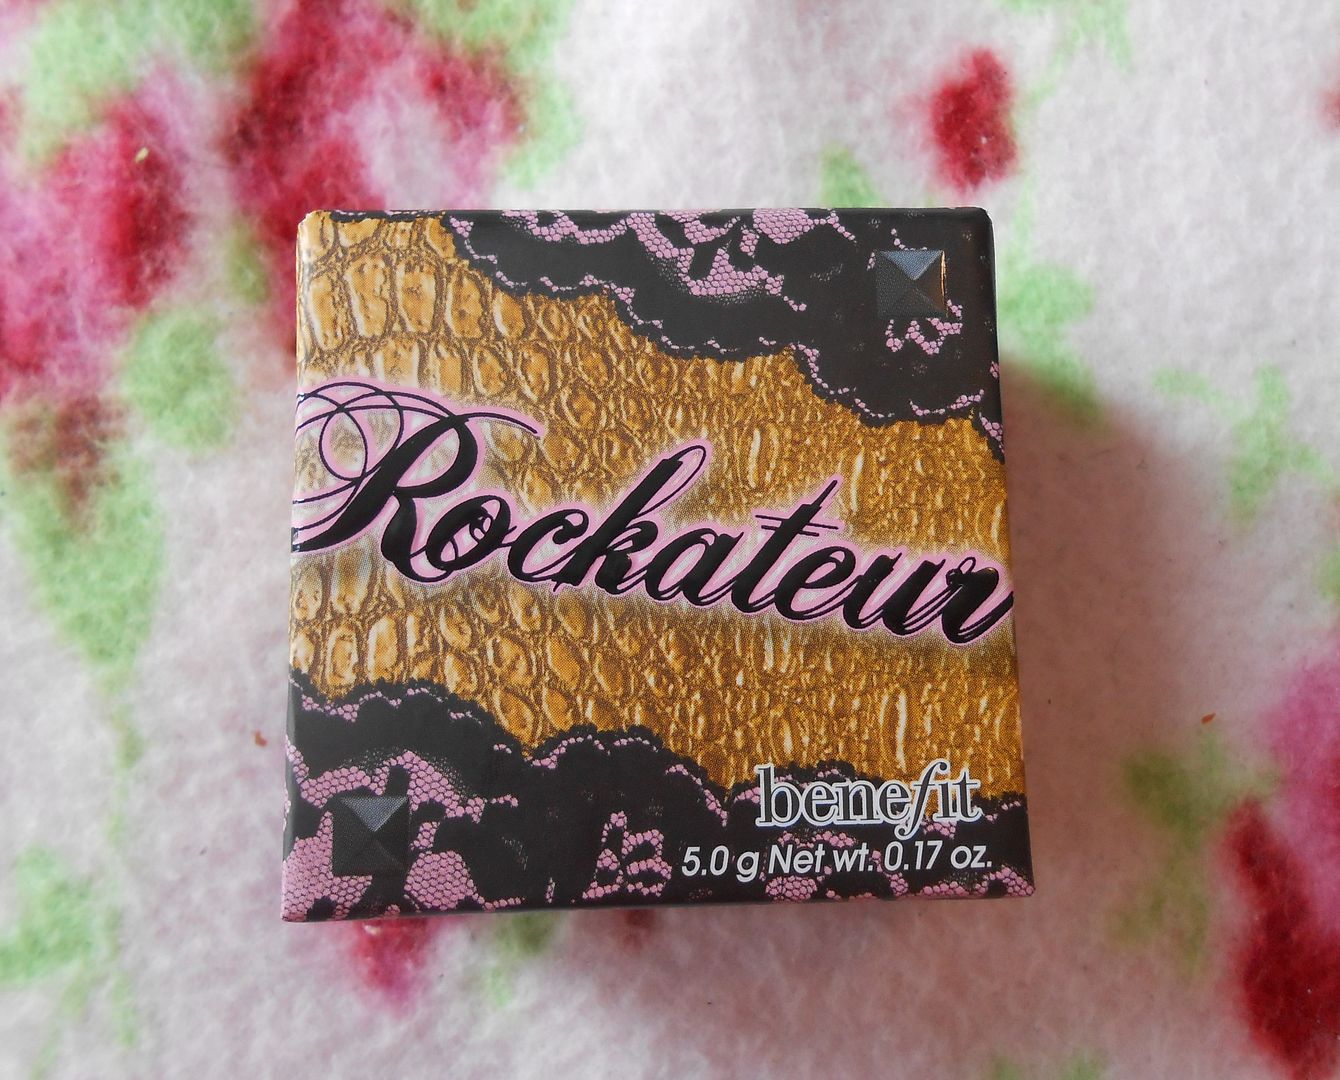 Rockateur
benefit
5.0 g Net wt. 0.17 oz.